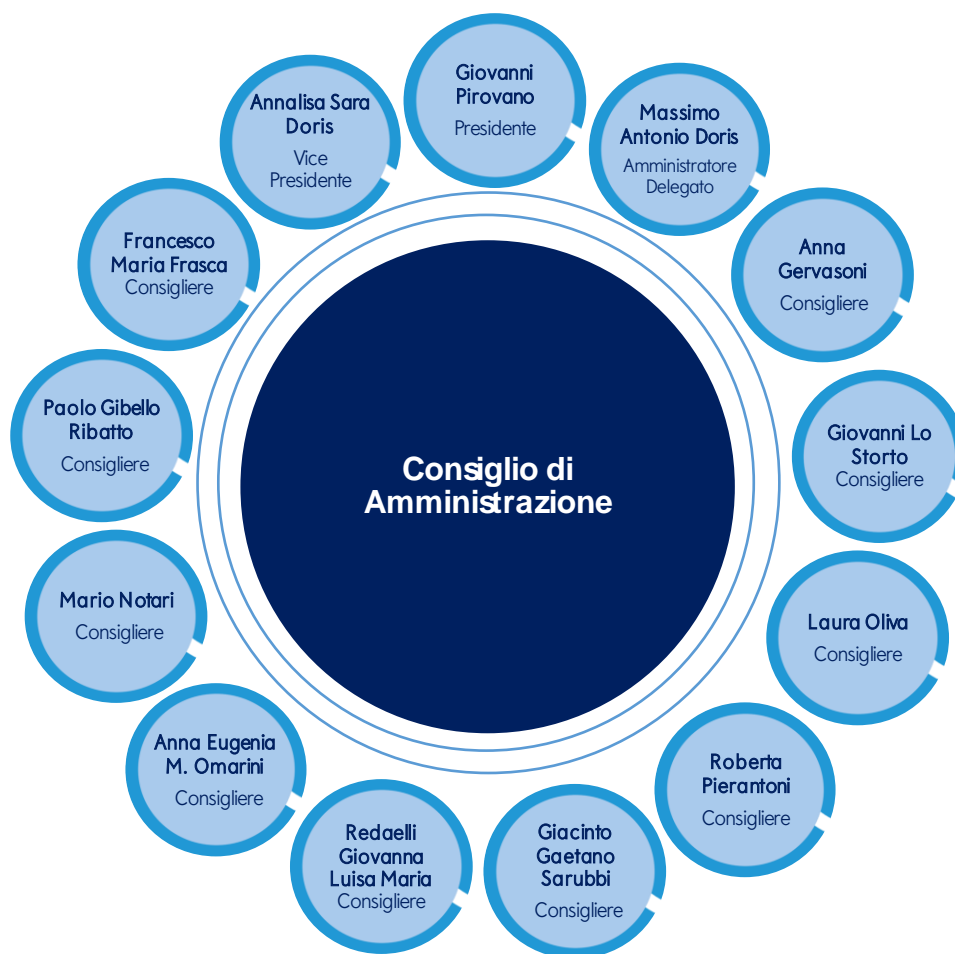 Giovanni
Pirovano
Presidente
Massimo
Antonio Doris
Amministratore
Delegato
Anna
Gervasoni
Consigliere
Giovanni Lo
Storto
Consigliere
Laura Oliva
Consigliere
Roberta
Pierantoni
Consigliere
Giacinto
Gaetano
Sarubbi
Consigliere
Redaelli
Giovanna
Luisa Maria
Consigliere
Anna Eugenia
M. Omarini
Consigliere
Mario Notari
Consigliere
Paolo Gibello
Ribatto
Consigliere
Francesco
Maria Frasca
Consigliere
Annalisa Sara
Doris
Vice
Presidente
Consiglio di
Amministrazione